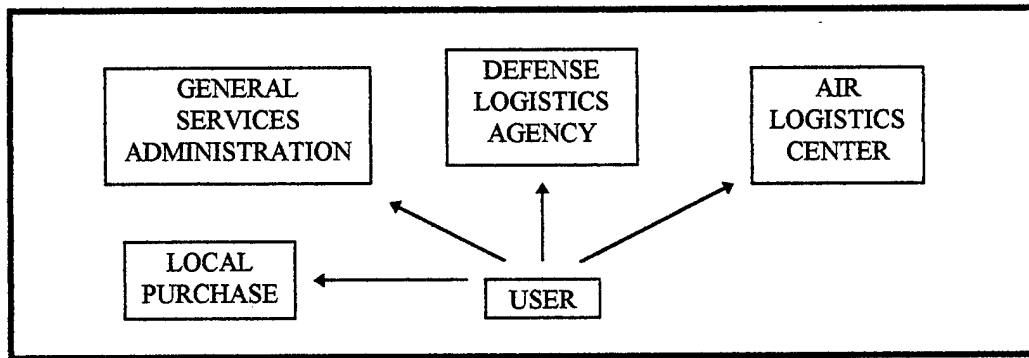 GENERAL
SERVICES
ADMINISTRATION
DEFENSE
LOGISTICS
AGENCY
AIR
LOGISTICS
CENTER
LOCAL
PURCHASE
USER